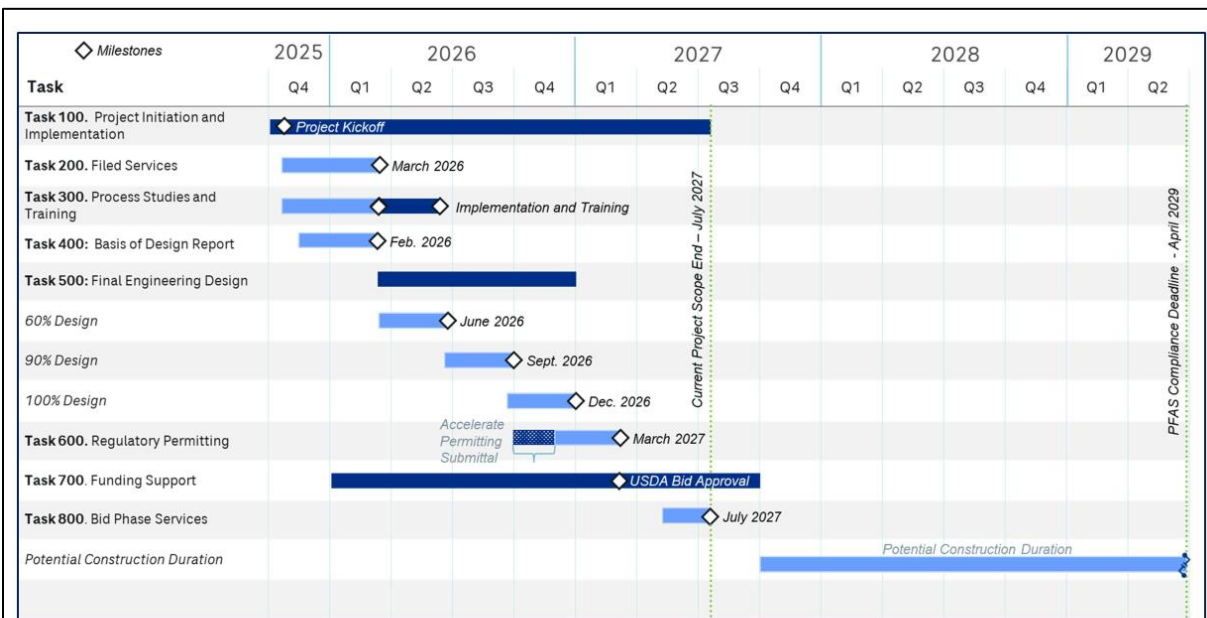 Milestones
2025 2026 2027 2028 2029
Task Q4 Q1 Q2 Q3 Q4 Q1 Q2 Q3 Q4 Q1 Q2 Q3 Q4 Q1 Q2
Task 100. Project Initiation and
Implementation
Project Kickoff
Task 200. Filed Services
March 2026
Task 300. Process Studies and
Training
Implementation and Training
Task 400: Basis of Design Report
Feb. 2026
Task 500: Final Engineering Design
60% Design
June 2026
90% Design
Sept. 2026
100% Design
Dec. 2026
Task 600. Regulatory Permitting
Accelerate
Permitting
Submittal
March 2027
Task 700. Funding Support
USDA Bid Approval
Task 800. Bid Phase Services
July 2027
Potential Construction Duration
Potential Construction Duration
Current Project Scope End – July 2027
PFAS Compliance Deadline - April 2029